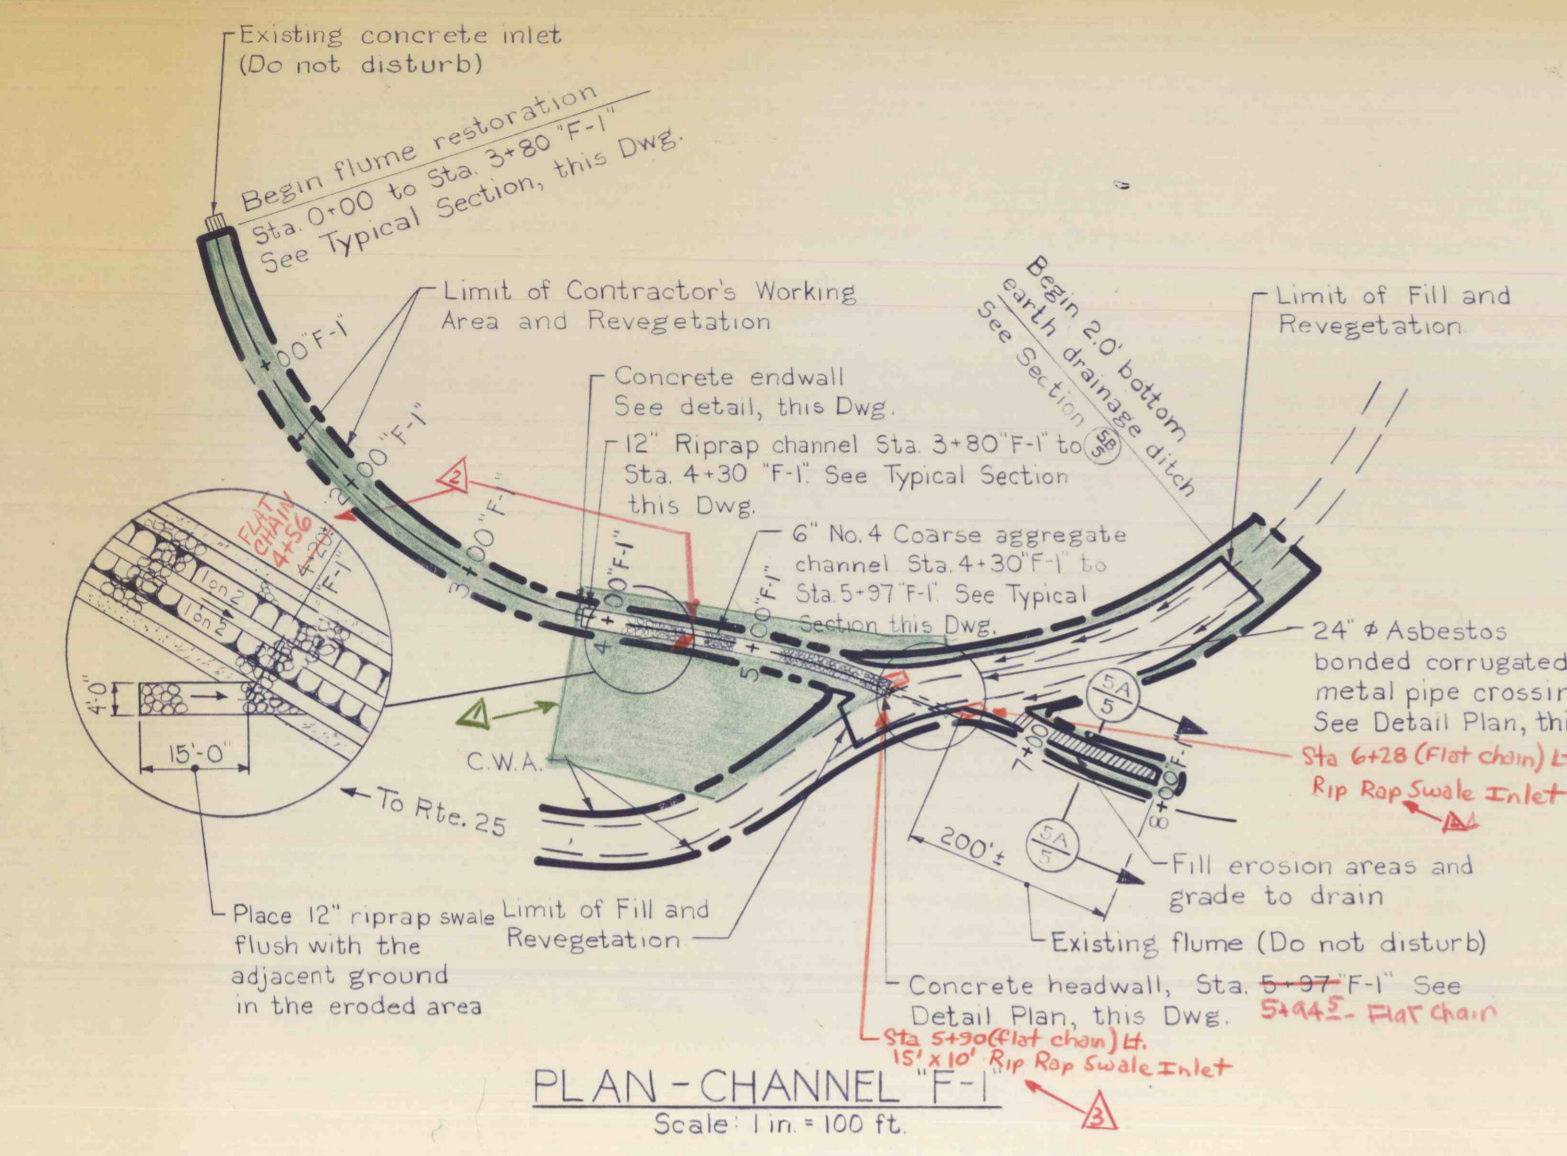 Existing concrete inlet
(Do not disturb)
Begin flume restoration
Sta. 0+00 to Sta. 3+80 "F-1"
See Typical Section, this Dwg.
Limit of Contractor's Working
Area and Revegetation
Begin 2.0' bottom
earth drainage ditch
See Section 5B/5
Limit of Fill and
Revegetation
Concrete endwall
See detail, this Dwg.
12" Riprap channel Sta. 3+80 "F-1" to
Sta. 4+30 "F-1". See Typical Section
this Dwg.
6" No. 4 Coarse aggregate
channel Sta. 4+30 "F-1" to
Sta. 5+97 "F-1". See Typical
Section this Dwg.
+00 "F-1"
2+00 "F-1"
3+00 "F-1"
4+00 "F-1"
5+00 "F-1"
7+00
8+00 "F-1"
2
FLAT
CHAIN
4+56
"F-1"
1 on 2
1 on 2
4'-0"
15'-0"
1
C.W.A.
To Rte. 25
24" ⌀ Asbestos
bonded corrugated
metal pipe crossin
See Detail Plan, thi
Sta 6+28 (Flat chain) Lt
Rip Rap Swale Inlet
5A
5
5A
5
200'±
Fill erosion areas and
grade to drain
Existing flume (Do not disturb)
Place 12" riprap swale
flush with the
adjacent ground
in the eroded area
Limit of Fill and
Revegetation
Concrete headwall, Sta. 5+97 "F-1" See
Detail Plan, this Dwg.
5+94⁵ - Flat Chain
Sta 5+90 (flat chain) Lt.
15' x 10' Rip Rap Swale Inlet
3
PLAN - CHANNEL "F-1"
Scale: 1 in. = 100 ft.